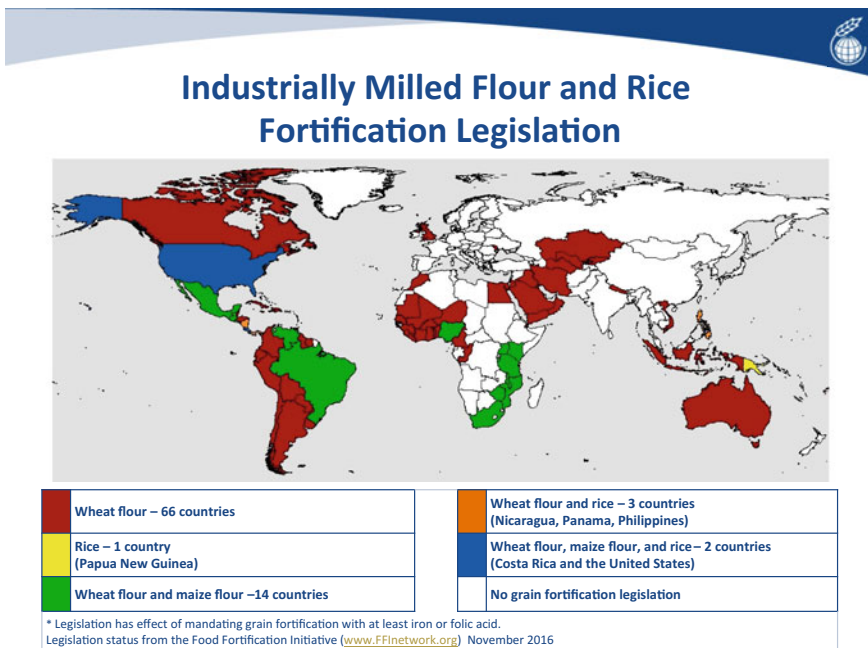 Industrially Milled Flour and Rice
Fortification Legislation
Wheat flour – 66 countries
Rice – 1 country
(Papua New Guinea)
Wheat flour and maize flour –14 countries
Wheat flour and rice – 3 countries
(Nicaragua, Panama, Philippines)
Wheat flour, maize flour, and rice – 2 countries
(Costa Rica and the United States)
No grain fortification legislation
* Legislation has effect of mandating grain fortification with at least iron or folic acid.
Legislation status from the Food Fortification Initiative (www.FFInetwork.org) November 2016